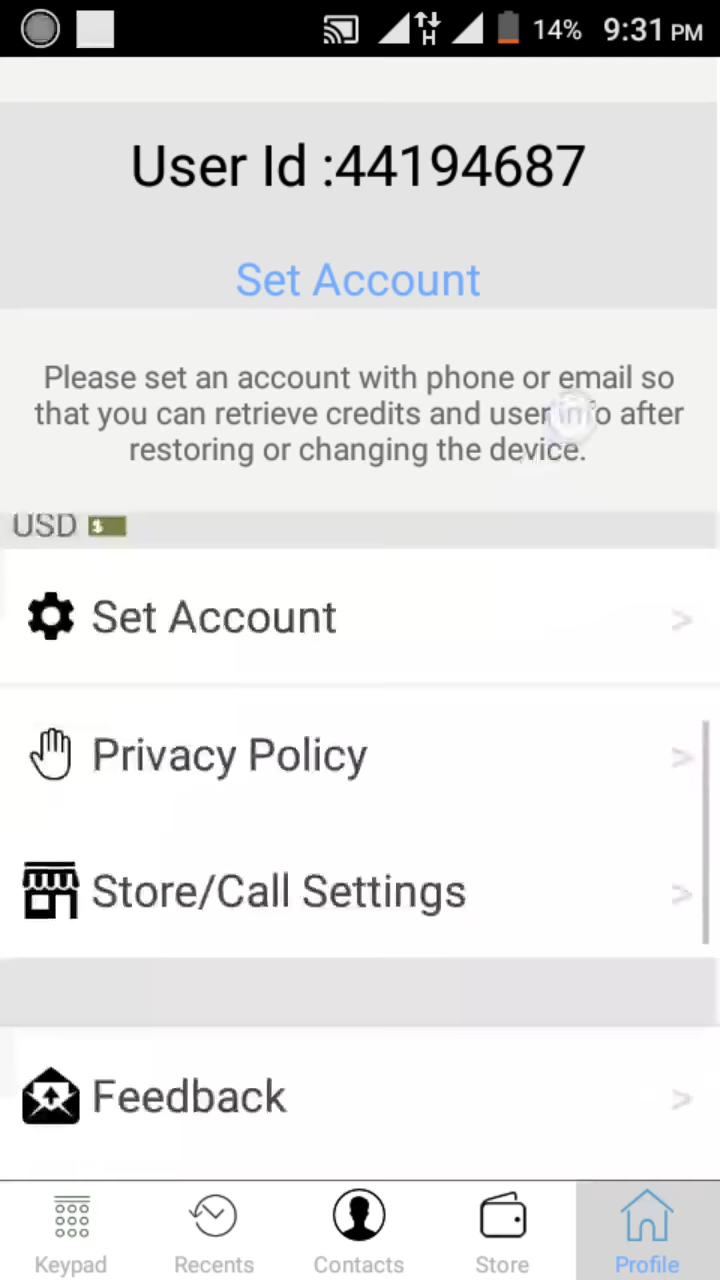 H 14% 9:31 PM
User Id :44194687
Set Account
Please set an account with phone or email so
that you can retrieve credits and user info after
restoring or changing the device.
USD $
Set Account >
Privacy Policy >
Store/Call Settings >
Feedback >
Keypad Recents Contacts Store Profile